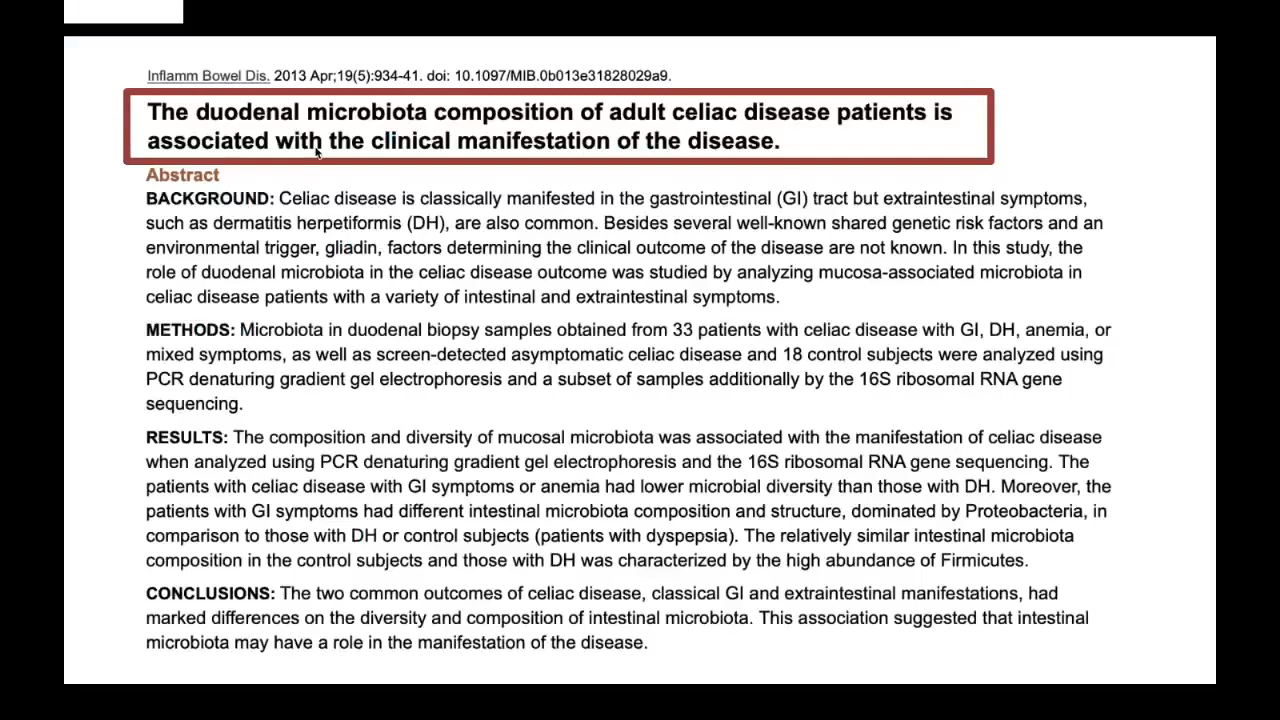 Inflamm Bowel Dis. 2013 Apr;19(5):934-41. doi: 10.1097/MIB.0b013e31828029a9.
The duodenal microbiota composition of adult celiac disease patients is
associated with the clinical manifestation of the disease.
Abstract
BACKGROUND: Celiac disease is classically manifested in the gastrointestinal (GI) tract but extraintestinal symptoms,
such as dermatitis herpetiformis (DH), are also common. Besides several well-known shared genetic risk factors and an
environmental trigger, gliadin, factors determining the clinical outcome of the disease are not known. In this study, the
role of duodenal microbiota in the celiac disease outcome was studied by analyzing mucosa-associated microbiota in
celiac disease patients with a variety of intestinal and extraintestinal symptoms.
METHODS: Microbiota in duodenal biopsy samples obtained from 33 patients with celiac disease with GI, DH, anemia, or
mixed symptoms, as well as screen-detected asymptomatic celiac disease and 18 control subjects were analyzed using
PCR denaturing gradient gel electrophoresis and a subset of samples additionally by the 16S ribosomal RNA gene
sequencing.
RESULTS: The composition and diversity of mucosal microbiota was associated with the manifestation of celiac disease
when analyzed using PCR denaturing gradient gel electrophoresis and the 16S ribosomal RNA gene sequencing. The
patients with celiac disease with GI symptoms or anemia had lower microbial diversity than those with DH. Moreover, the
patients with GI symptoms had different intestinal microbiota composition and structure, dominated by Proteobacteria, in
comparison to those with DH or control subjects (patients with dyspepsia). The relatively similar intestinal microbiota
composition in the control subjects and those with DH was characterized by the high abundance of Firmicutes.
CONCLUSIONS: The two common outcomes of celiac disease, classical GI and extraintestinal manifestations, had
marked differences on the diversity and composition of intestinal microbiota. This association suggested that intestinal
microbiota may have a role in the manifestation of the disease.